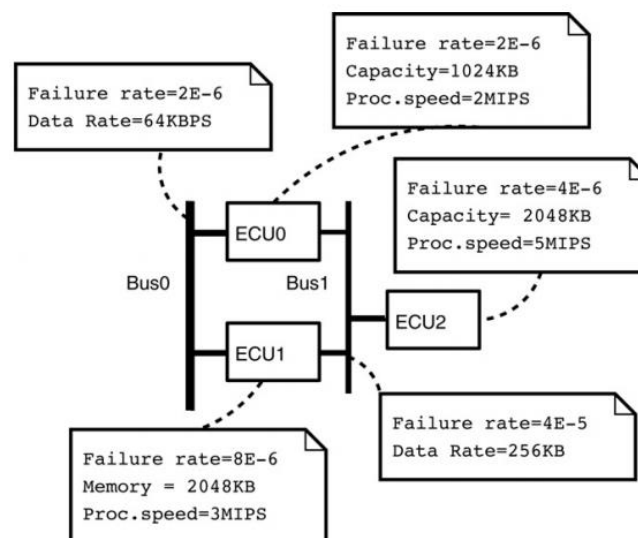 Failure rate=2E-6
Capacity=1024KB
Proc.speed=2MIPS
Failure rate=2E-6
Data Rate=64KBPS
Failure rate=4E-6
Capacity= 2048KB
Proc.speed=5MIPS
ECU0
Bus0
Bus1
ECU2
ECU1
Failure rate=4E-5
Data Rate=256KB
Failure rate=8E-6
Memory = 2048KB
Proc.speed=3MIPS